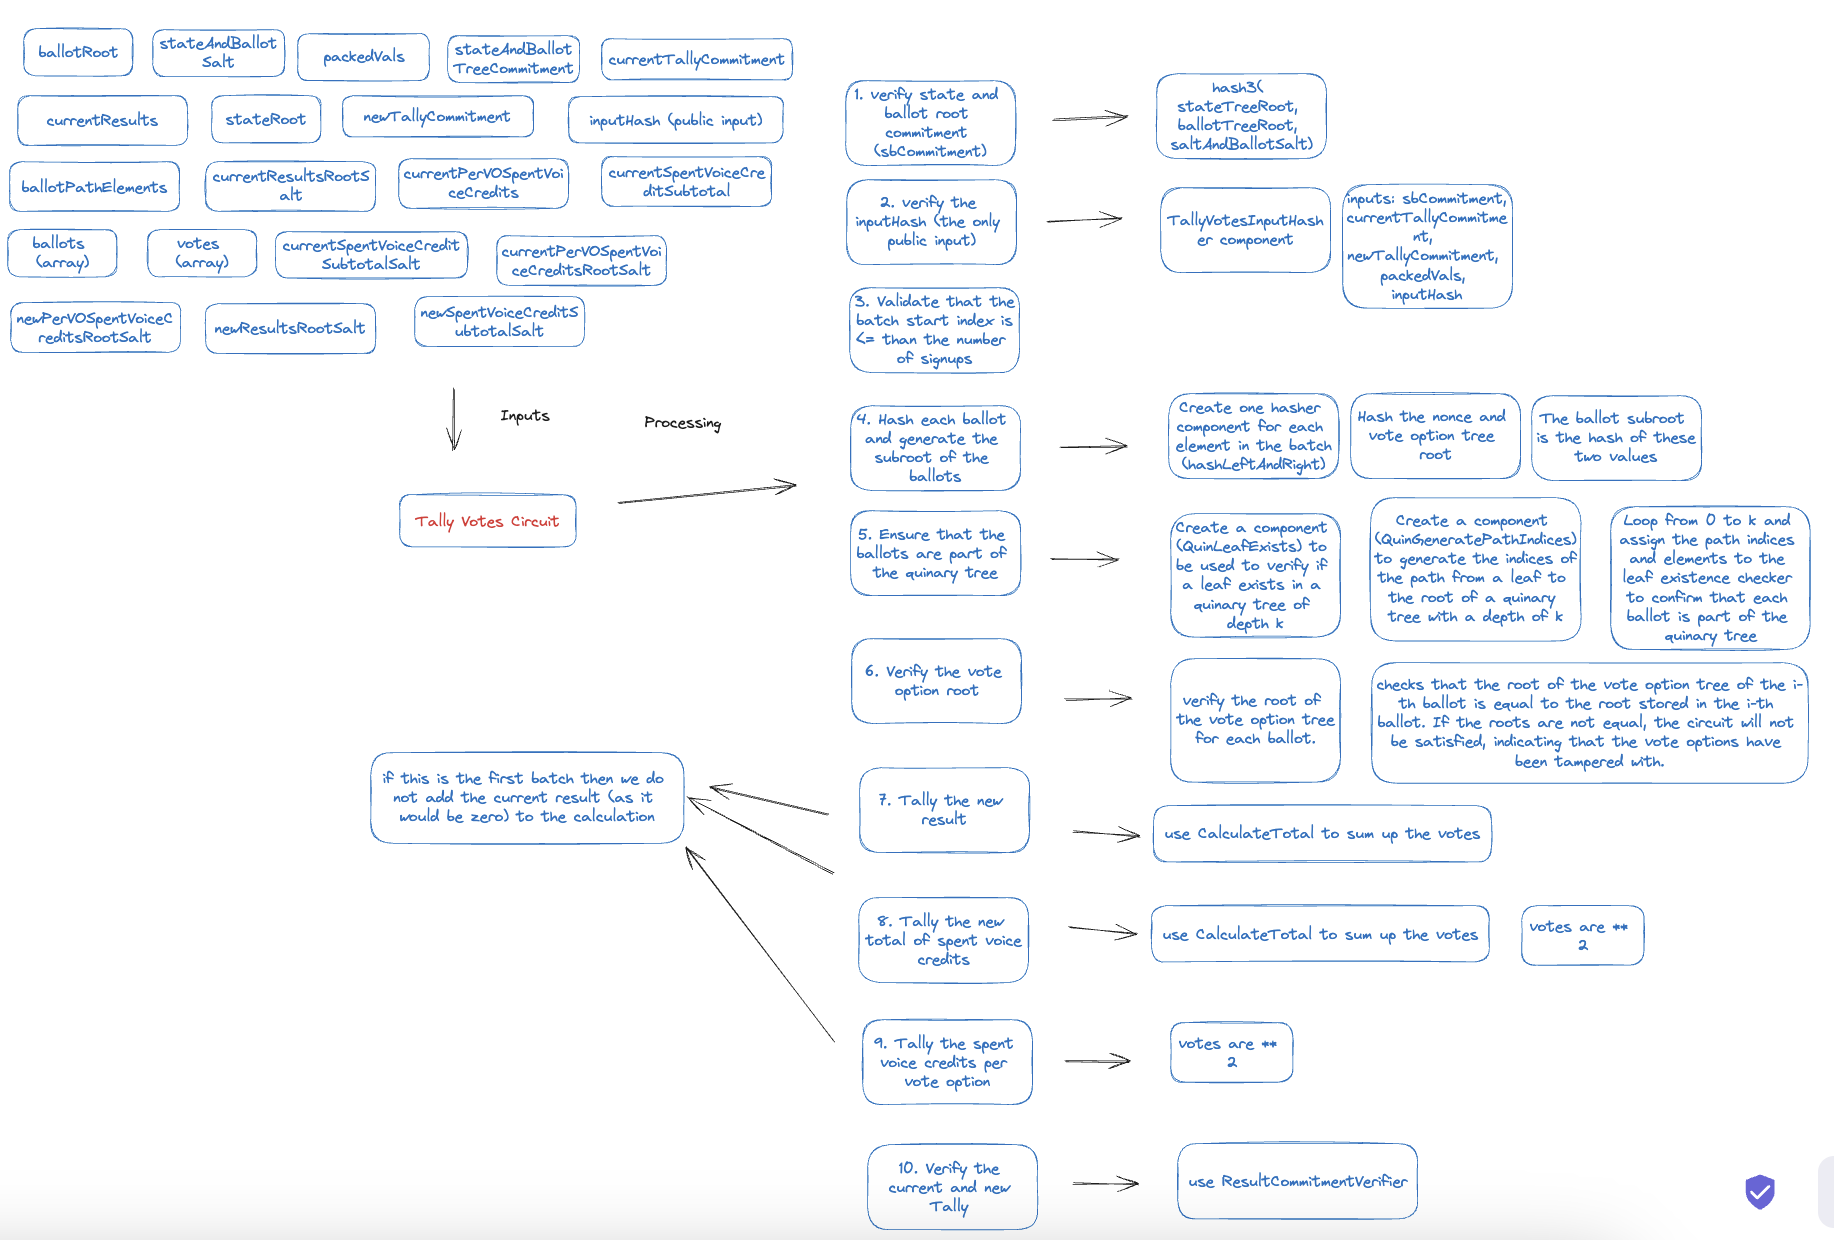 ballotRoot
stateAndBallot
Salt
packedVals
stateAndBallot
TreeCommitment
currentTallyCommitment
currentResults
stateRoot
newTallyCommitment
inputHash (public input)
ballotPathElements
currentResultsRootS
alt
currentPerVOSpentVoi
ceCredits
currentSpentVoiceCre
ditSubtotal
ballots
(array)
votes
(array)
currentSpentVoiceCredit
SubtotalSalt
currentPerVOSpentVoi
ceCreditsRootSalt
newPerVOSpentVoiceC
reditsRootSalt
newResultsRootSalt
newSpentVoiceCreditS
ubtotalSalt
Inputs
Processing
Tally Votes Circuit
1. verify state and
ballot root
commitment
(sbCommitment)
hash3(
stateTreeRoot,
ballotTreeRoot,
saltAndBallotSalt)
2. verify the
inputHash (the only
public input)
TallyVotesInputHash
er component
inputs: sbCommitment,
currentTallyCommitme
nt,
newTallyCommitment,
packedVals,
inputHash
3. Validate that the
batch start index is
<= than the number
of signups
4. Hash each ballot
and generate the
subroot of the
ballots
Create one hasher
component for each
element in the batch
(hashLeftAndRight)
Hash the nonce and
vote option tree
root
The ballot subroot
is the hash of these
two values
5. Ensure that the
ballots are part of
the quinary tree
Create a component
(QuinLeafExists) to
be used to verify if
a leaf exists in a
quinary tree of
depth k
Create a component
(QuinGeneratePathIndices)
to generate the indices of
the path from a leaf to
the root of a quinary
tree with a depth of k
Loop from 0 to k and
assign the path indices
and elements to the
leaf existence checker
to confirm that each
ballot is part of the
quinary tree
6. Verify the vote
option root
verify the root of
the vote option tree
for each ballot.
checks that the root of the vote option tree of the i-
th ballot is equal to the root stored in the i-th
ballot. If the roots are not equal, the circuit will not
be satisfied, indicating that the vote options have
been tampered with.
if this is the first batch then we do
not add the current result (as it
would be zero) to the calculation
7. Tally the new
result
use CalculateTotal to sum up the votes
8. Tally the new
total of spent voice
credits
use CalculateTotal to sum up the votes
votes are **
2
9. Tally the spent
voice credits per
vote option
votes are **
2
10. Verify the
current and new
Tally
use ResultCommitmentVerifier